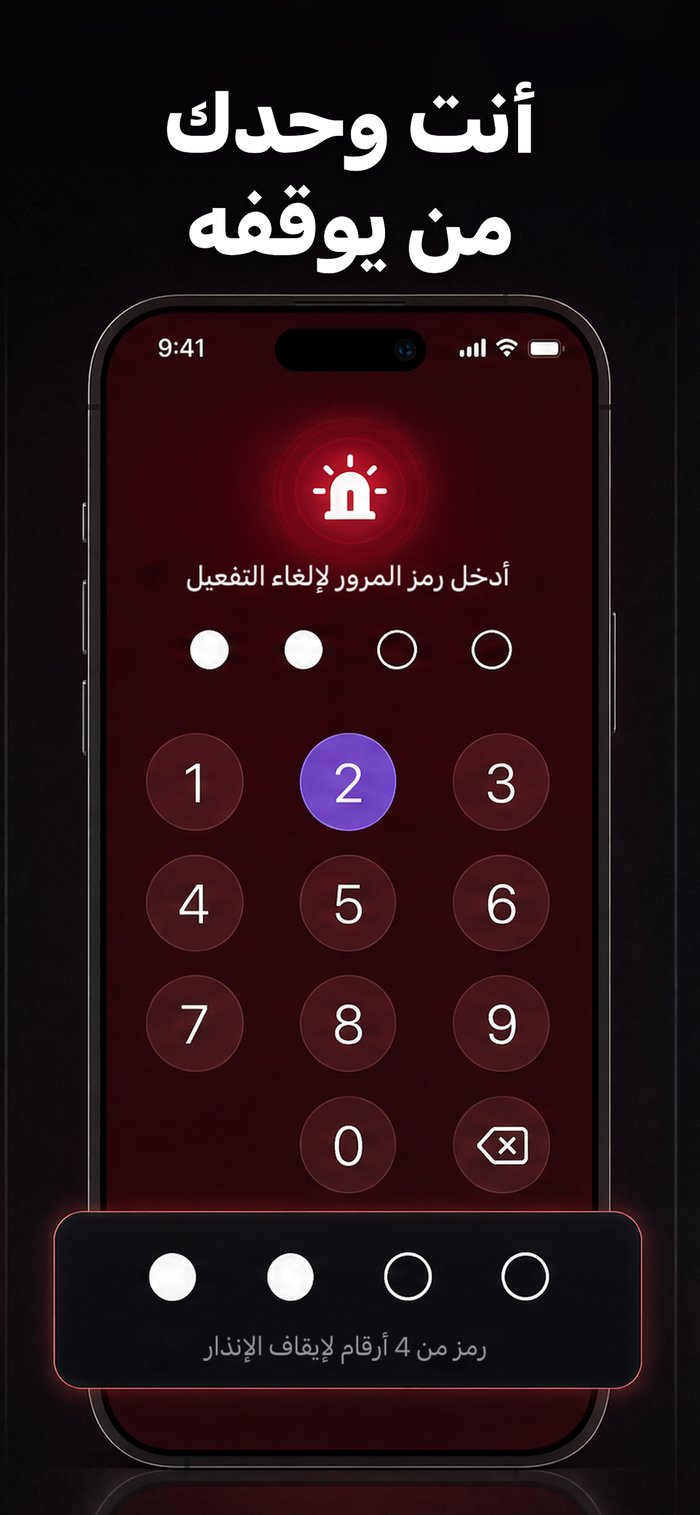 أنت وحدك
من يوقفه
9:41
أدخل رمز المرور لإلغاء التفعيل
1 2 3
4 5 6
7 8 9
0
رمز من 4 أرقام لإيقاف الإنذار